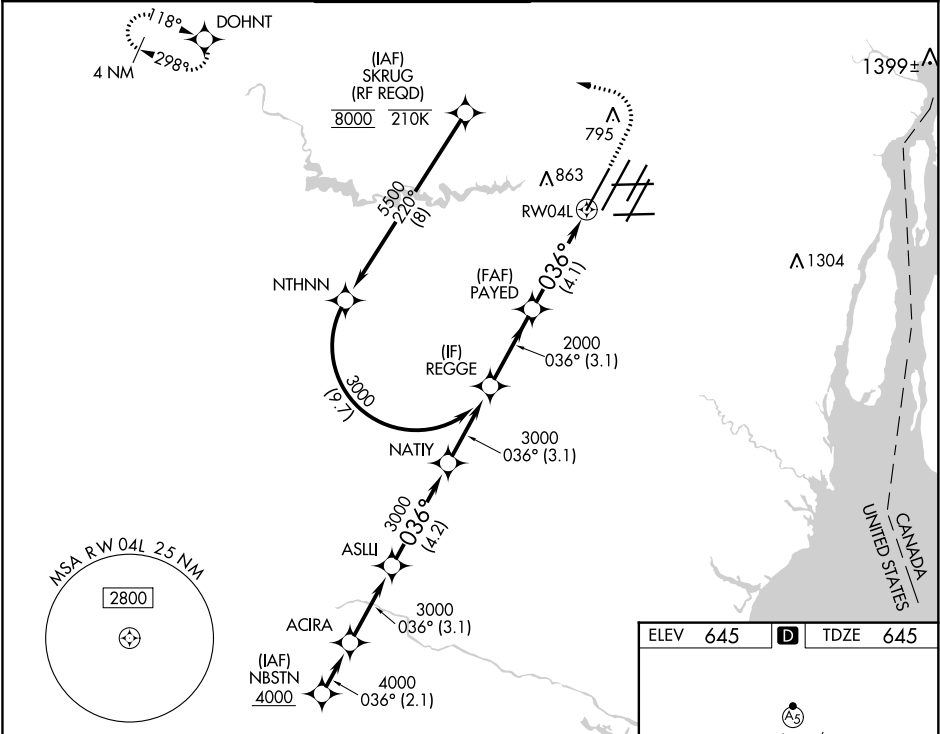 118°
DOHNT
298°
4 NM
(IAF)
SKRUG
(RF REQD)
8000 210K
1399±
795
863
RW04L
5500
220°
(8)
1304
NTHNN
036°
(4.1)
(FAF)
PAYED
2000
036° (3.1)
(IF)
REGGE
3000
(9.7)
NATIY
3000
036° (3.1)
3000
036°
(4.2)
CANADA
UNITED STATES
ASLLI
MSA RW 04L 25 NM
2800
3000
036° (3.1)
ACIRA
(IAF)
NBSTN
4000
4000
036° (2.1)
ELEV 645 D TDZE 645
A5